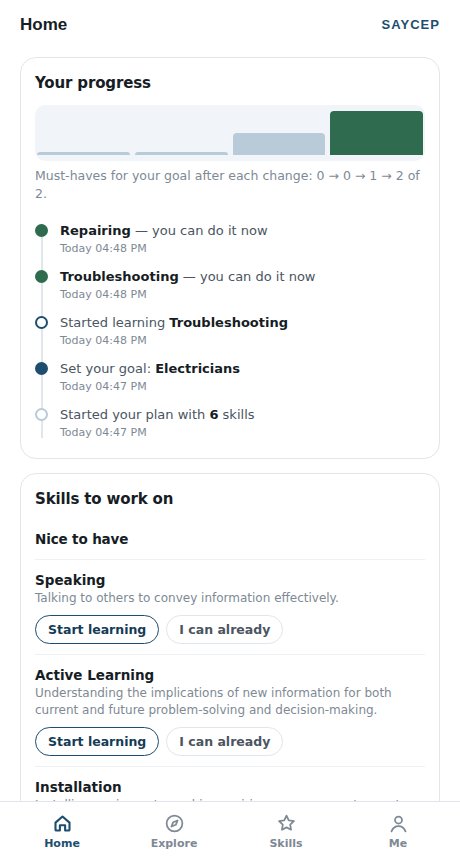 Home
SAYCEP
Your progress
Must-haves for your goal after each change: 0 → 0 → 1 → 2 of
2.
Repairing — you can do it now
Today 04:48 PM
Troubleshooting — you can do it now
Today 04:48 PM
Started learning Troubleshooting
Today 04:48 PM
Set your goal: Electricians
Today 04:47 PM
Started your plan with 6 skills
Today 04:47 PM
Skills to work on
Nice to have
Speaking
Talking to others to convey information effectively.
Start learning
I can already
Active Learning
Understanding the implications of new information for both
current and future problem-solving and decision-making.
Start learning
I can already
Installation
Home
Explore
Skills
Me